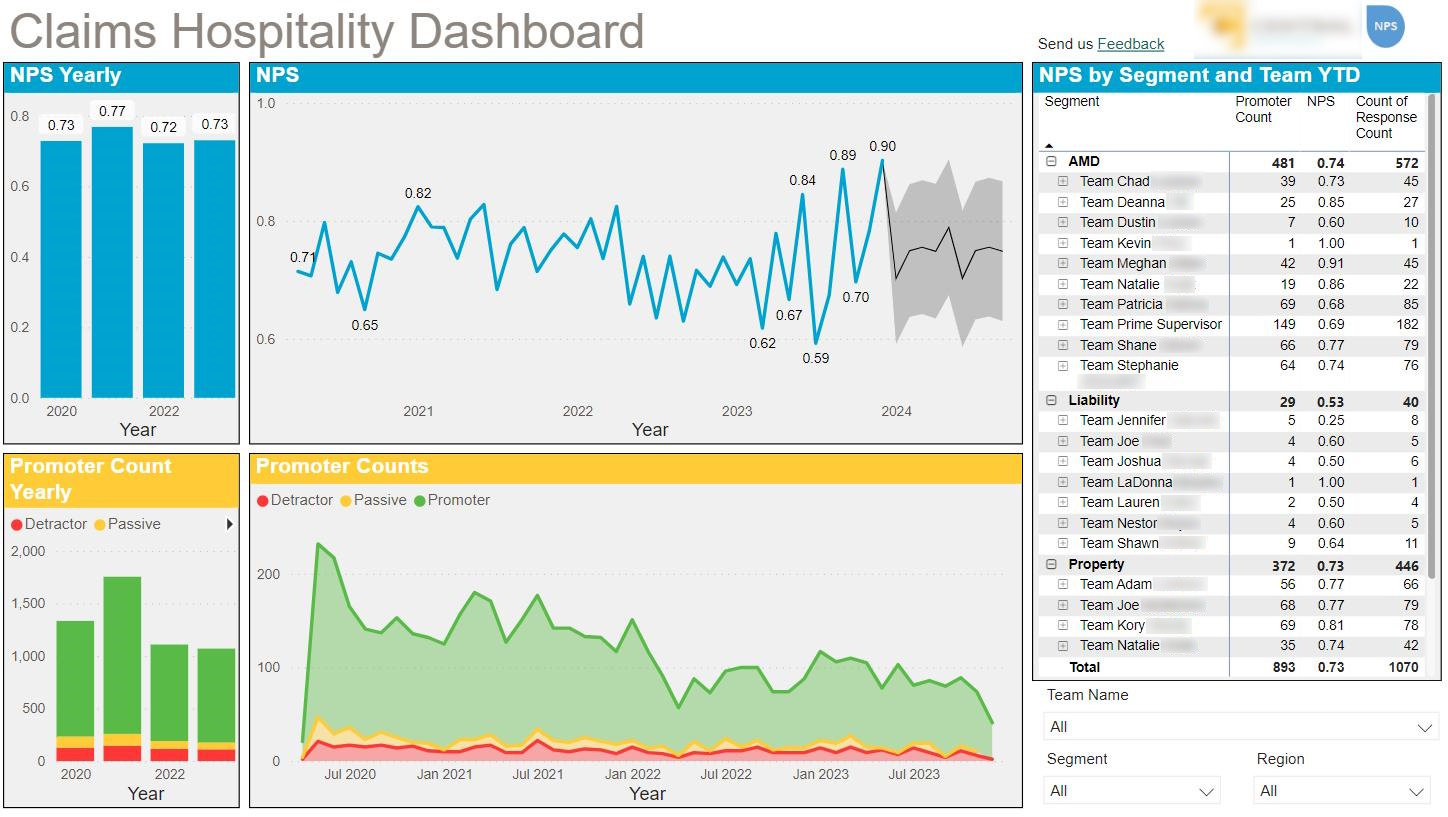 Claims Hospitality Dashboard
Send us Feedback
NPS
NPS Yearly
0.8
0.6
0.4
0.2
0.0
0.73
0.77
0.72
0.73
2020
2022
Year
NPS
1.0
0.8
0.6
0.71
0.65
0.82
0.62
0.67
0.84
0.59
0.89
0.70
0.90
2021
2022
2023
2024
Year
Promoter Count
Yearly
Detractor
Passive
2,000
1,500
1,000
500
0
2020
2022
Year
Promoter Counts
Detractor
Passive
Promoter
200
100
0
Jul 2020
Jan 2021
Jul 2021
Jan 2022
Jul 2022
Jan 2023
Jul 2023
Year
NPS by Segment and Team YTD
Segment Promoter Count NPS Count of Response Count
AMD 481 0.74 572
Team Chad 39 0.73 45
Team Deanna 25 0.85 27
Team Dustin 7 0.60 10
Team Kevin 1 1.00 1
Team Meghan 42 0.91 45
Team Natalie 19 0.86 22
Team Patricia 69 0.68 85
Team Prime Supervisor 149 0.69 182
Team Shane 66 0.77 79
Team Stephanie 64 0.74 76
Liability 29 0.53 40
Team Jennifer 5 0.25 8
Team Joe 4 0.60 5
Team Joshua 4 0.50 6
Team LaDonna 1 1.00 1
Team Lauren 2 0.50 4
Team Nestor 4 0.60 5
Team Shawn 9 0.64 11
Property 372 0.73 446
Team Adam 56 0.77 66
Team Joe 68 0.77 79
Team Kory 69 0.81 78
Team Natalie 35 0.74 42
Total 893 0.73 1070
Team Name
All
Segment
All
Region
All